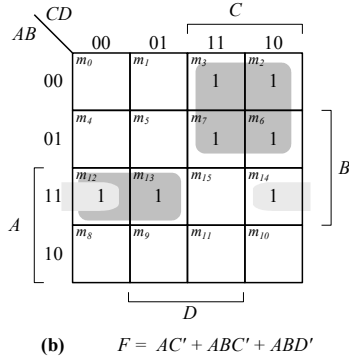 CD
C
AB
00 01 11 10
m0 m1 m3 m2
00 1 1
m4 m5 m7 m6
01 1 1
B
m12 m13 m15 m14
11 1 1 1
A
m8 m9 m11 m10
10
D
(b) F = AC′ + ABC′ + ABD′